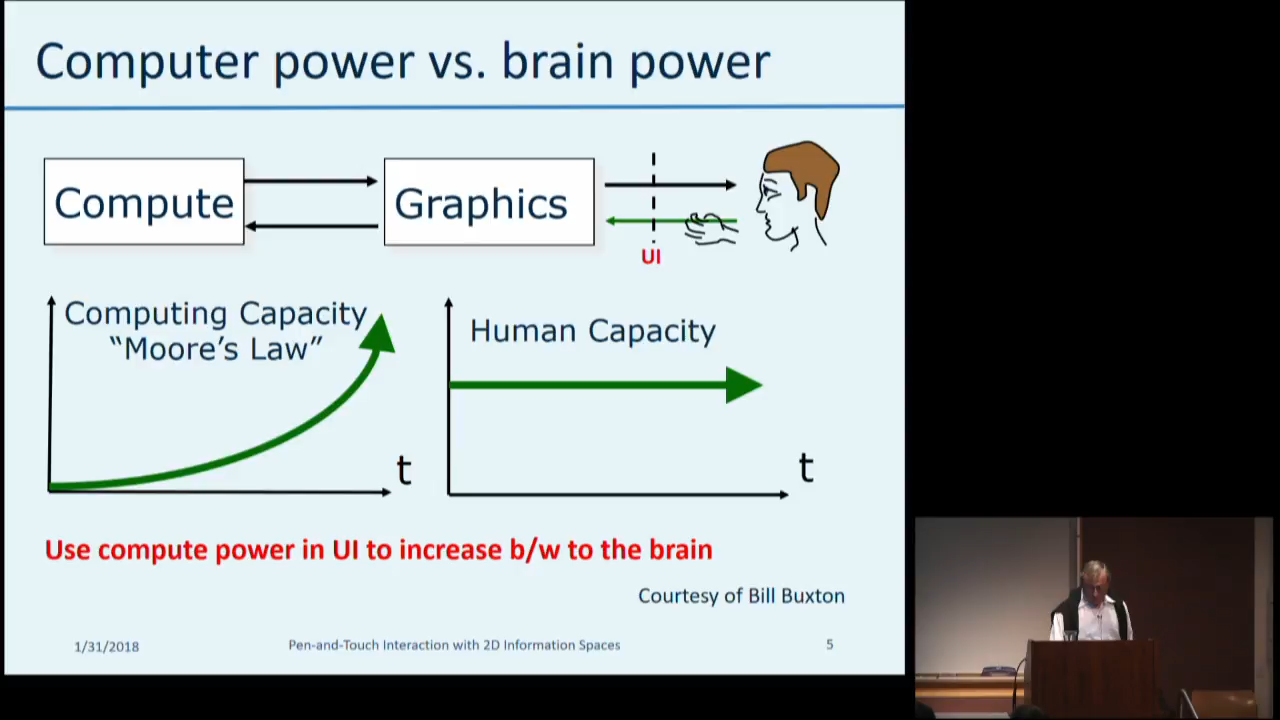 Computer power vs. brain power
Compute
Graphics
UI
Computing Capacity
“Moore’s Law”
t
Human Capacity
t
Use compute power in UI to increase b/w to the brain
Courtesy of Bill Buxton
1/31/2018
Pen-and-Touch Interaction with 2D Information Spaces
5